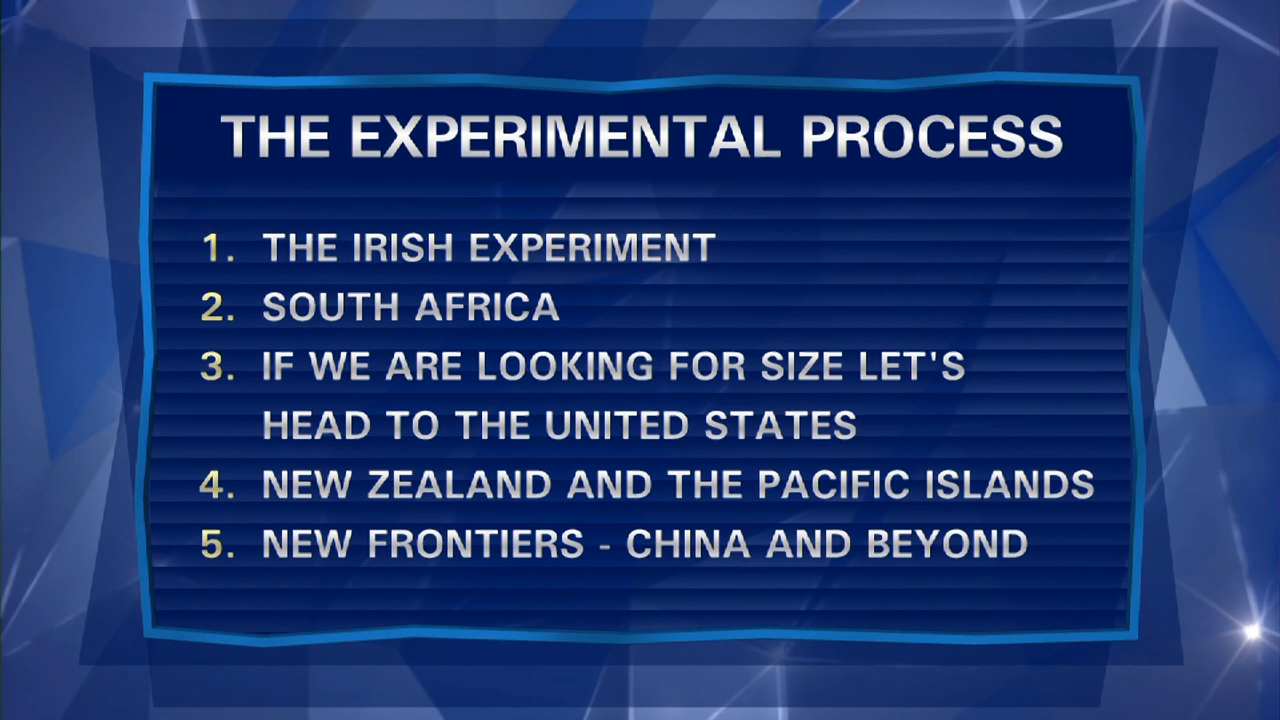 THE EXPERIMENTAL PROCESS
1. THE IRISH EXPERIMENT
2. SOUTH AFRICA
3. IF WE ARE LOOKING FOR SIZE LET'S
HEAD TO THE UNITED STATES
4. NEW ZEALAND AND THE PACIFIC ISLANDS
5. NEW FRONTIERS - CHINA AND BEYOND